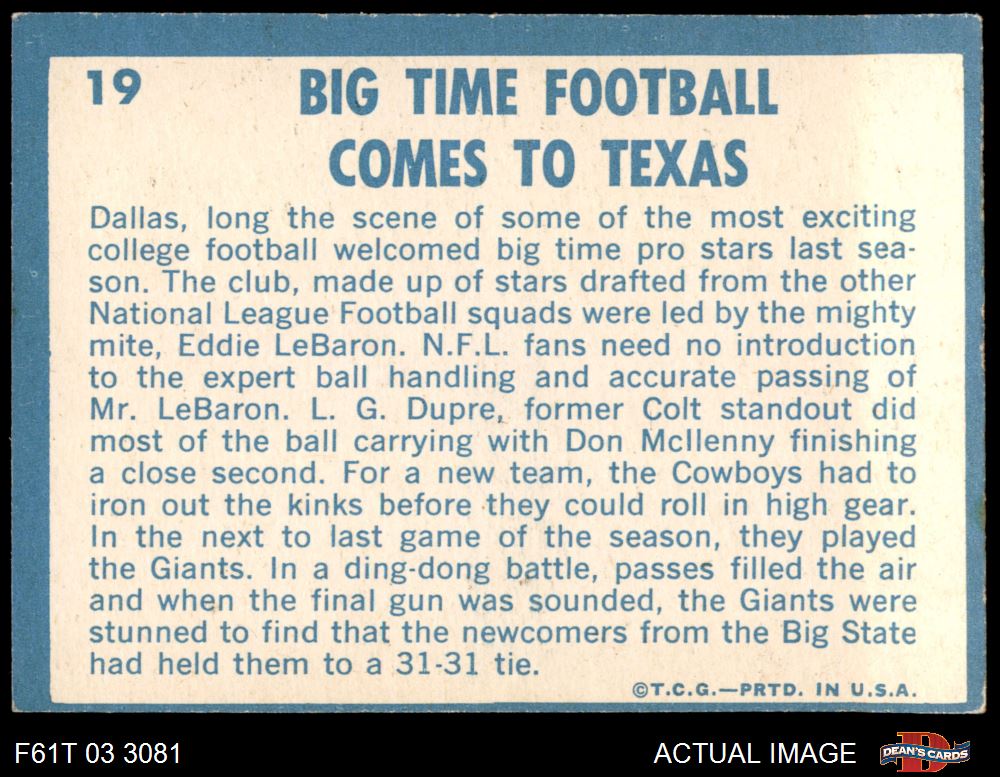 19
BIG TIME FOOTBALL
COMES TO TEXAS
Dallas, long the scene of some of the most exciting
college football welcomed big time pro stars last sea-
son. The club, made up of stars drafted from the other
National League Football squads were led by the mighty
mite, Eddie LeBaron. N.F.L. fans need no introduction
to the expert ball handling and accurate passing of
Mr. LeBaron. L. G. Dupre, former Colt standout did
most of the ball carrying with Don McIlenny finishing
a close second. For a new team, the Cowboys had to
iron out the kinks before they could roll in high gear.
In the next to last game of the season, they played
the Giants. In a ding-dong battle, passes filled the air
and when the final gun was sounded, the Giants were
stunned to find that the newcomers from the Big State
had held them to a 31-31 tie.
©T.C.G.—PRTD. IN U.S.A.
F61T 03 3081
ACTUAL IMAGE
DEAN'S CARDS